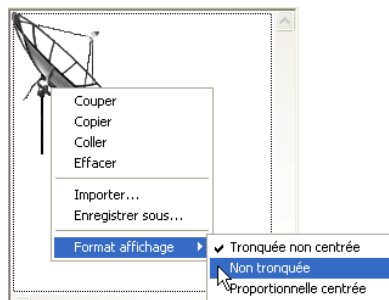 Couper
Copier
Coller
Effacer
Importer...
Enregistrer sous...
Format affichage
Tronquée non centrée
Non tronquée
Proportionnelle centrée